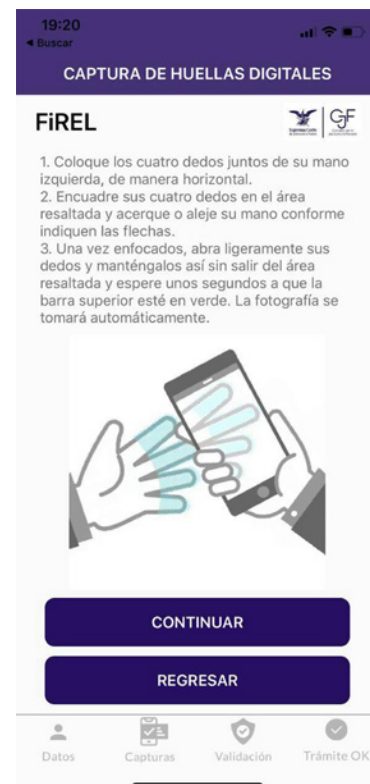 19:20
◀ Buscar
CAPTURA DE HUELLAS DIGITALES
FiREL
CJF
1. Coloque los cuatro dedos juntos de su mano
izquierda, de manera horizontal.
2. Encuadre sus cuatro dedos en el área
resaltada y acerque o aleje su mano conforme
indiquen las flechas.
3. Una vez enfocados, abra ligeramente sus
dedos y manténgalos así sin salir del área
resaltada y espere unos segundos a que la
barra superior esté en verde. La fotografía se
tomará automáticamente.
CONTINUAR
REGRESAR
Datos
Capturas
Validación
Trámite OK